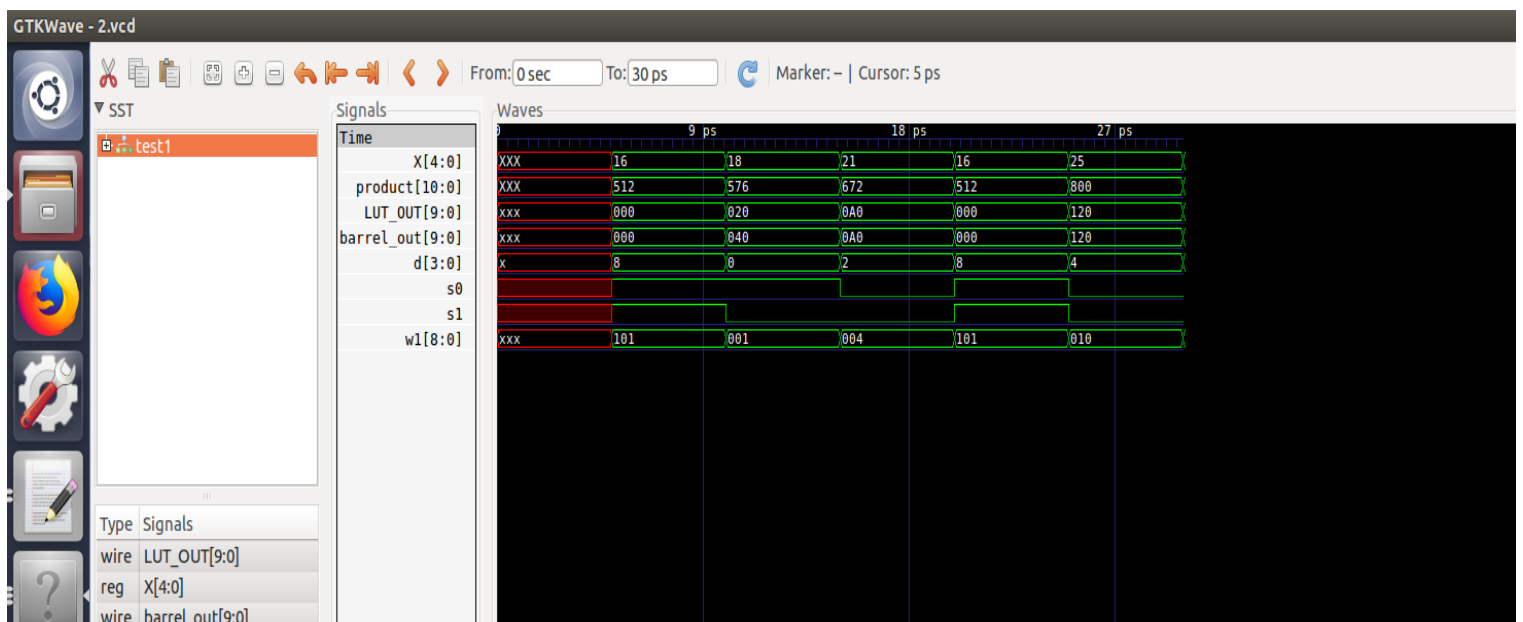 GTKWave - 2.vcd
From: 0 sec To: 30 ps Marker: -- | Cursor: 5 ps
SST
Signals
Waves
test1
Time
0 9 ps 18 ps 27 ps
X[4:0] XXX 16 18 21 16 25
product[10:0] XXX 512 576 672 512 800
LUT_OUT[9:0] xxx 000 020 0A0 000 120
barrel_out[9:0] xxx 000 040 0A0 000 120
d[3:0] x 8 0 2 8 4
s0
s1
w1[8:0] xxx 101 001 004 101 010
Type Signals
wire LUT_OUT[9:0]
reg X[4:0]
wire barrel_out[9:0]